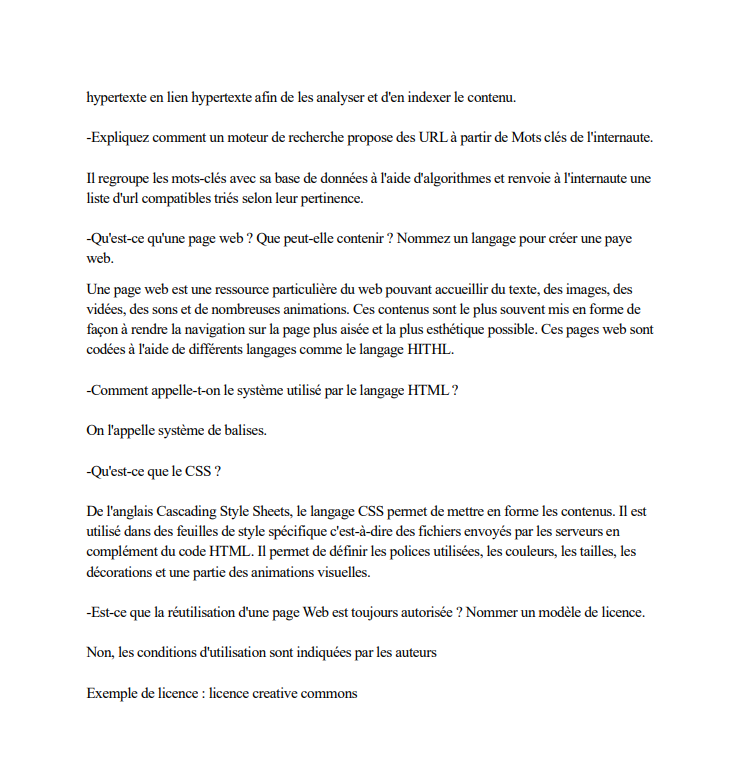 hypertexte en lien hypertexte afin de les analyser et d'en indexer le contenu.
-Expliquez comment un moteur de recherche propose des URL à partir de Mots clés de l'internaute.
Il regroupe les mots-clés avec sa base de données à l'aide d'algorithmes et renvoie à l'internaute une
liste d'url compatibles triés selon leur pertinence.
-Qu'est-ce qu'une page web ? Que peut-elle contenir ? Nommez un langage pour créer une paye
web.
Une page web est une ressource particulière du web pouvant accueillir du texte, des images, des
vidées, des sons et de nombreuses animations. Ces contenus sont le plus souvent mis en forme de
façon à rendre la navigation sur la page plus aisée et la plus esthétique possible. Ces pages web sont
codées à l'aide de différents langages comme le langage HITHL.
-Comment appelle-t-on le système utilisé par le langage HTML ?
On l'appelle système de balises.
-Qu'est-ce que le CSS ?
De l'anglais Cascading Style Sheets, le langage CSS permet de mettre en forme les contenus. Il est
utilisé dans des feuilles de style spécifique c'est-à-dire des fichiers envoyés par les serveurs en
complément du code HTML. Il permet de définir les polices utilisées, les couleurs, les tailles, les
décorations et une partie des animations visuelles.
-Est-ce que la réutilisation d'une page Web est toujours autorisée ? Nommer un modèle de licence.
Non, les conditions d'utilisation sont indiquées par les auteurs
Exemple de licence : licence creative commons